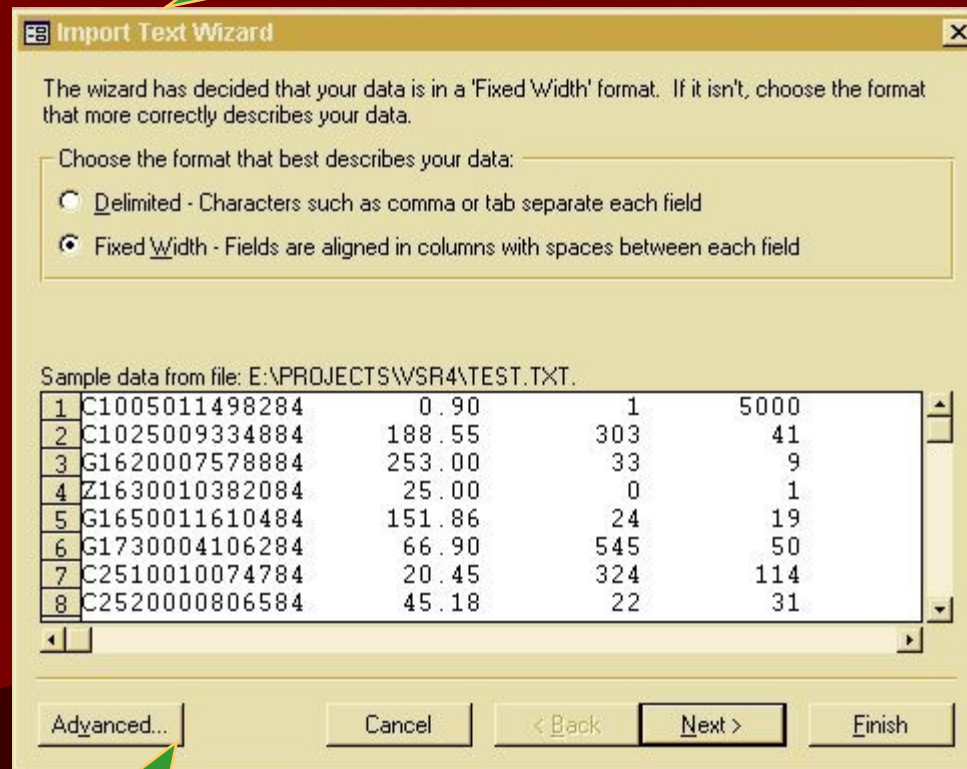 Import Text Wizard
The wizard has decided that your data is in a 'Fixed Width' format. If it isn't, choose the format
that more correctly describes your data.
Choose the format that best describes your data:
Delimited - Characters such as comma or tab separate each field
Fixed Width - Fields are aligned in columns with spaces between each field
Sample data from file: E:\PROJECTS\VSR4\TEST.TXT.
1 C1005011498284 0.90 1 5000
2 C1025009334884 188.55 303 41
3 G1620007578884 253.00 33 9
4 Z1630010382084 25.00 0 1
5 G1650011610484 151.86 24 19
6 G1730004106284 66.90 545 50
7 C2510010074784 20.45 324 114
8 C2520000806584 45.18 22 31
Advanced... Cancel < Back Next > Finish